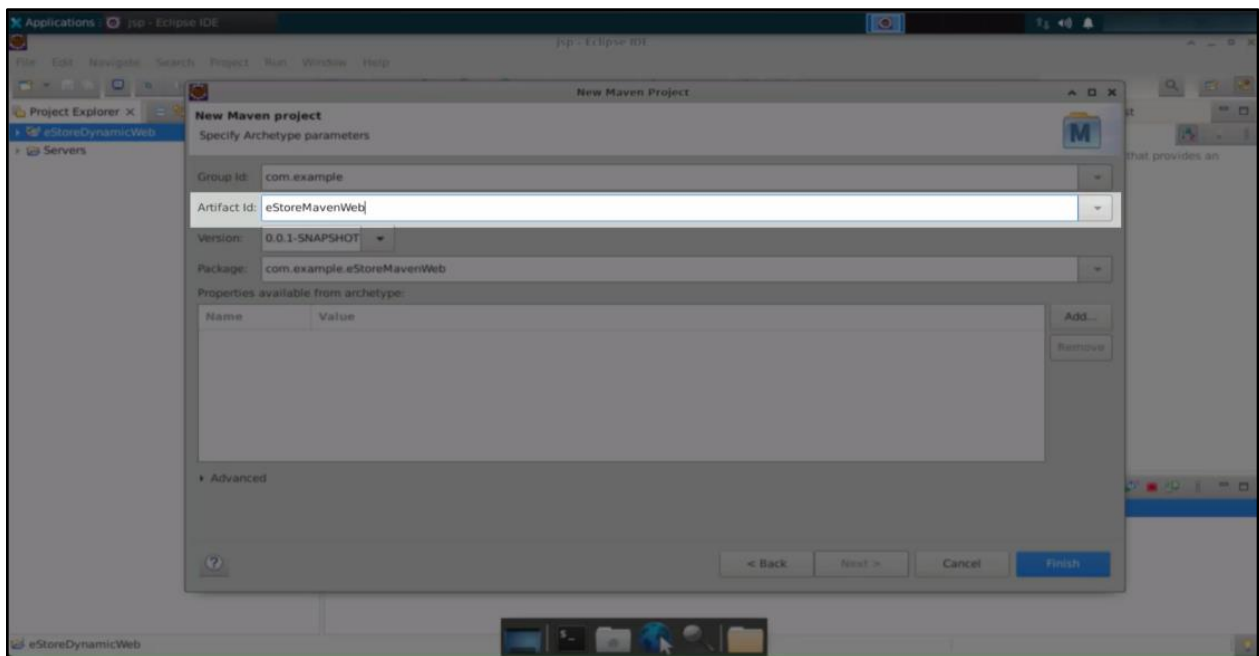 Applications jsp - Eclipse IDE
jsp - Eclipse IDE
File Edit Navigate Search Project Run Window Help
New Maven Project
Project Explorer
New Maven project
Specify Archetype parameters
M
eStoreDynamicWeb
Servers
that provides an
Group Id: com.example
Artifact Id: eStoreMavenWeb
Version: 0.0.1-SNAPSHOT
Package: com.example.eStoreMavenWeb
Properties available from archetype:
Name Value
Add...
Remove
Advanced
?
< Back Next > Cancel Finish
$_
eStoreDynamicWeb